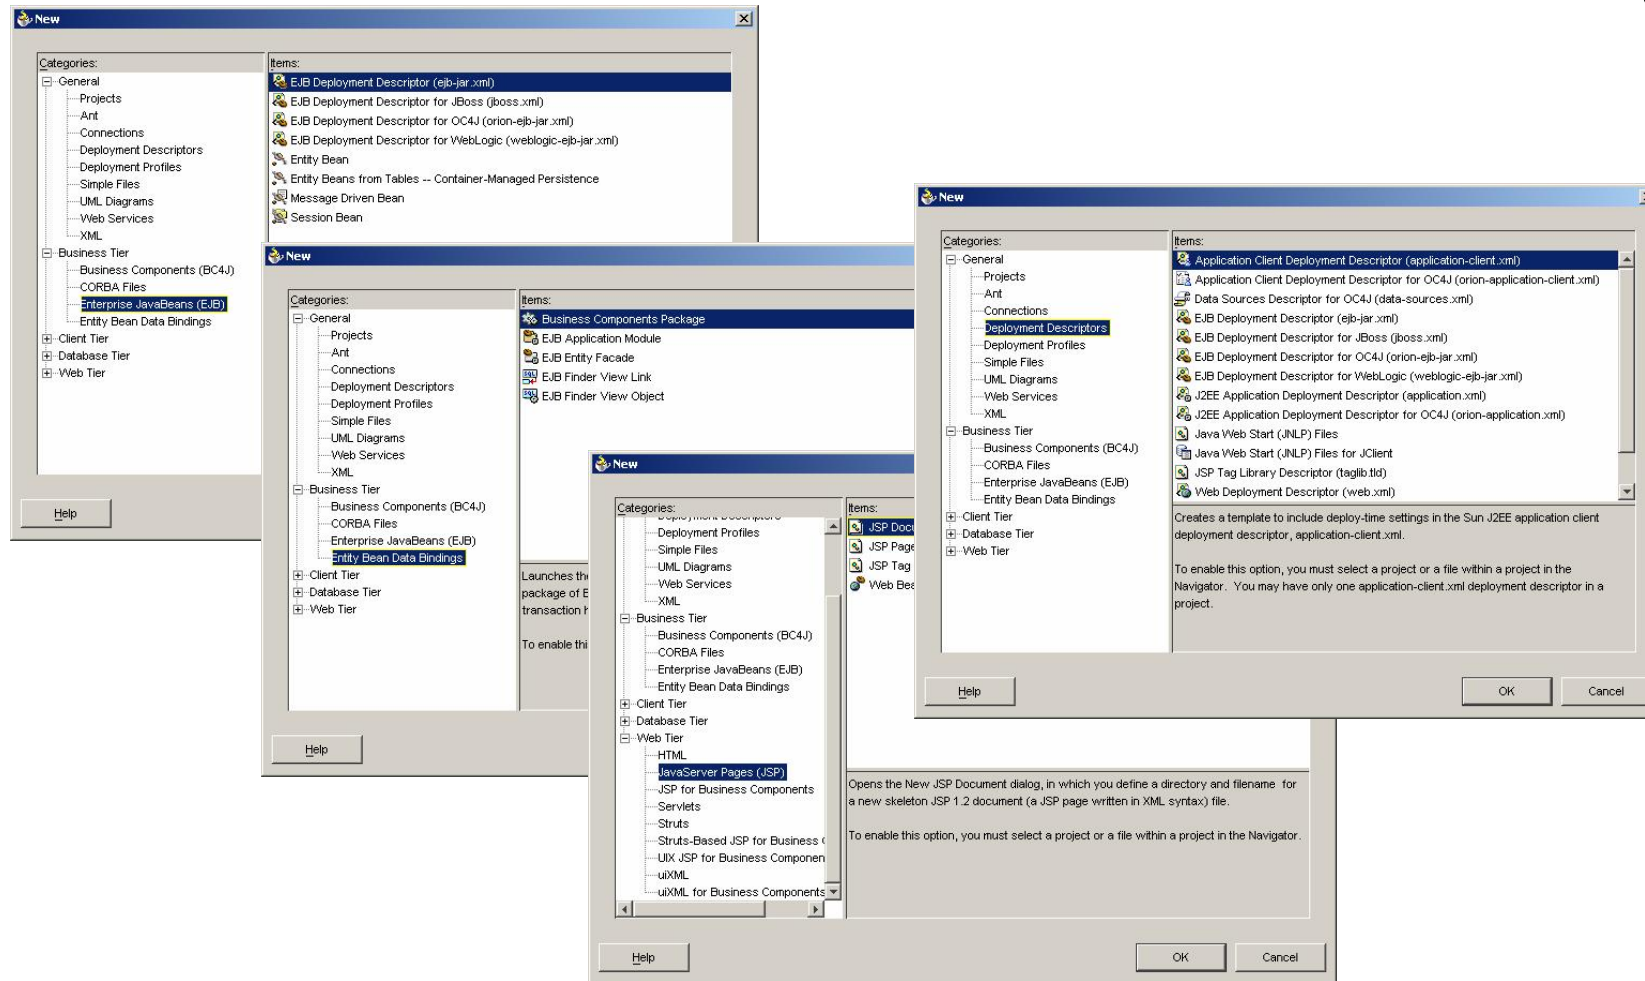 New
Categories:
General
Projects
Ant
Connections
Deployment Descriptors
Deployment Profiles
Simple Files
UML Diagrams
Web Services
XML
Business Tier
Business Components (BC4J)
CORBA Files
Enterprise JavaBeans (EJB)
Entity Bean Data Bindings
Client Tier
Database Tier
Web Tier
Items:
EJB Deployment Descriptor (ejb-jar.xml)
EJB Deployment Descriptor for JBoss (jboss.xml)
EJB Deployment Descriptor for OC4J (orion-ejb-jar.xml)
EJB Deployment Descriptor for WebLogic (weblogic-ejb-jar.xml)
Entity Bean
Entity Beans from Tables -- Container-Managed Persistence
Message Driven Bean
Session Bean
Help
New
Categories:
General
Projects
Ant
Connections
Deployment Descriptors
Deployment Profiles
Simple Files
UML Diagrams
Web Services
XML
Business Tier
Business Components (BC4J)
CORBA Files
Enterprise JavaBeans (EJB)
Entity Bean Data Bindings
Client Tier
Database Tier
Web Tier
Items:
Business Components Package
EJB Application Module
EJB Entity Facade
EJB Finder View Link
EJB Finder View Object
Launches the
package of E
transaction
To enable thi
Help
New
Categories:
Deployment Descriptors
Deployment Profiles
Simple Files
UML Diagrams
Web Services
XML
Business Tier
Business Components (BC4J)
CORBA Files
Enterprise JavaBeans (EJB)
Entity Bean Data Bindings
Client Tier
Database Tier
Web Tier
HTML
JavaServer Pages (JSP)
JSP for Business Components
Servlets
Struts
Struts-Based JSP for Business
UIX JSP for Business Componen
uiXML
uiXML for Business Components
Items:
JSP Docu
JSP Page
JSP Tag
Web Bea
Opens the New JSP Document dialog, in which you define a directory and filename for
a new skeleton JSP 1.2 document (a JSP page written in XML syntax) file.
To enable this option, you must select a project or a file within a project in the Navigator.
Help
OK
Cancel
New
Categories:
General
Projects
Ant
Connections
Deployment Descriptors
Deployment Profiles
Simple Files
UML Diagrams
Web Services
XML
Business Tier
Business Components (BC4J)
CORBA Files
Enterprise JavaBeans (EJB)
Entity Bean Data Bindings
Client Tier
Database Tier
Web Tier
Items:
Application Client Deployment Descriptor (application-client.xml)
Application Client Deployment Descriptor for OC4J (orion-application-client.xml)
Data Sources Descriptor for OC4J (data-sources.xml)
EJB Deployment Descriptor (ejb-jar.xml)
EJB Deployment Descriptor for JBoss (jboss.xml)
EJB Deployment Descriptor for OC4J (orion-ejb-jar.xml)
EJB Deployment Descriptor for WebLogic (weblogic-ejb-jar.xml)
J2EE Application Deployment Descriptor (application.xml)
J2EE Application Deployment Descriptor for OC4J (orion-application.xml)
Java Web Start (JNLP) Files
Java Web Start (JNLP) Files for JClient
JSP Tag Library Descriptor (taglib.tld)
Web Deployment Descriptor (web.xml)
Creates a template to include deploy-time settings in the Sun J2EE application client
deployment descriptor, application-client.xml.
To enable this option, you must select a project or a file within a project in the
Navigator. You may have only one application-client.xml deployment descriptor in a
project.
Help
OK
Cancel